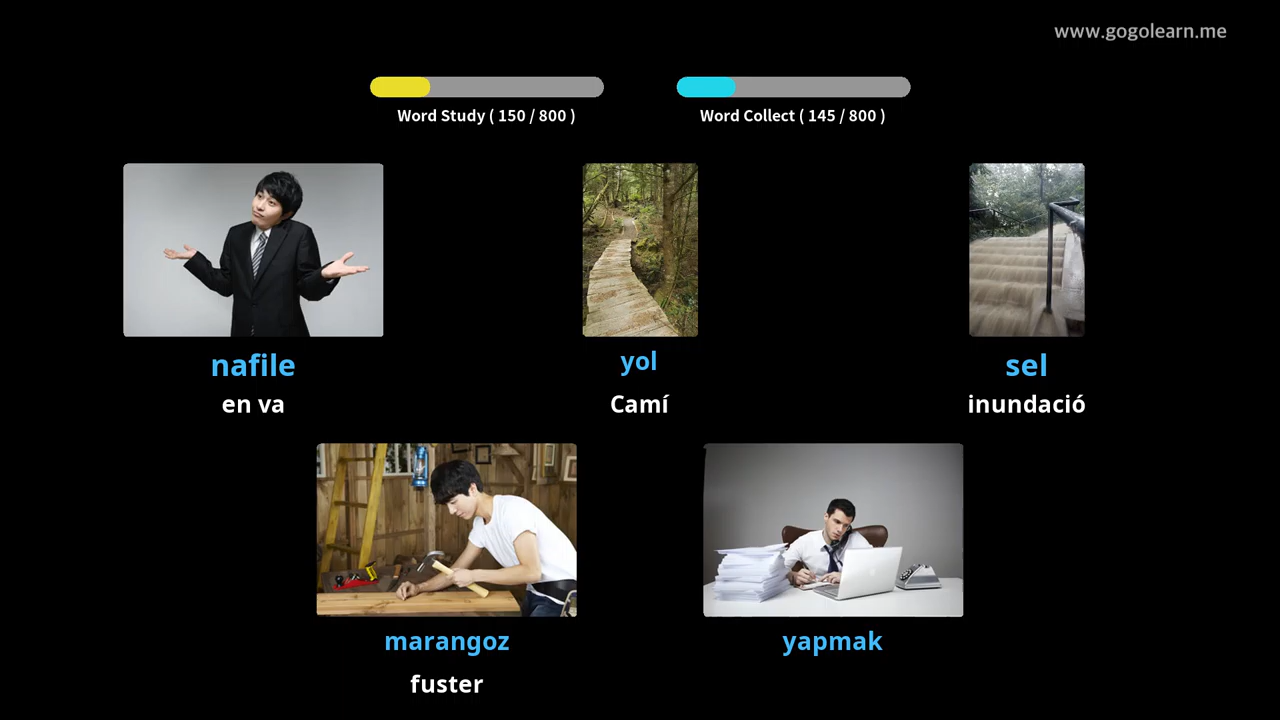 www.gogolearn.me
Word Study ( 150 / 800 )
Word Collect ( 145 / 800 )
nafile
en va
yol
Camí
sel
inundació
marangoz
fuster
yapmak